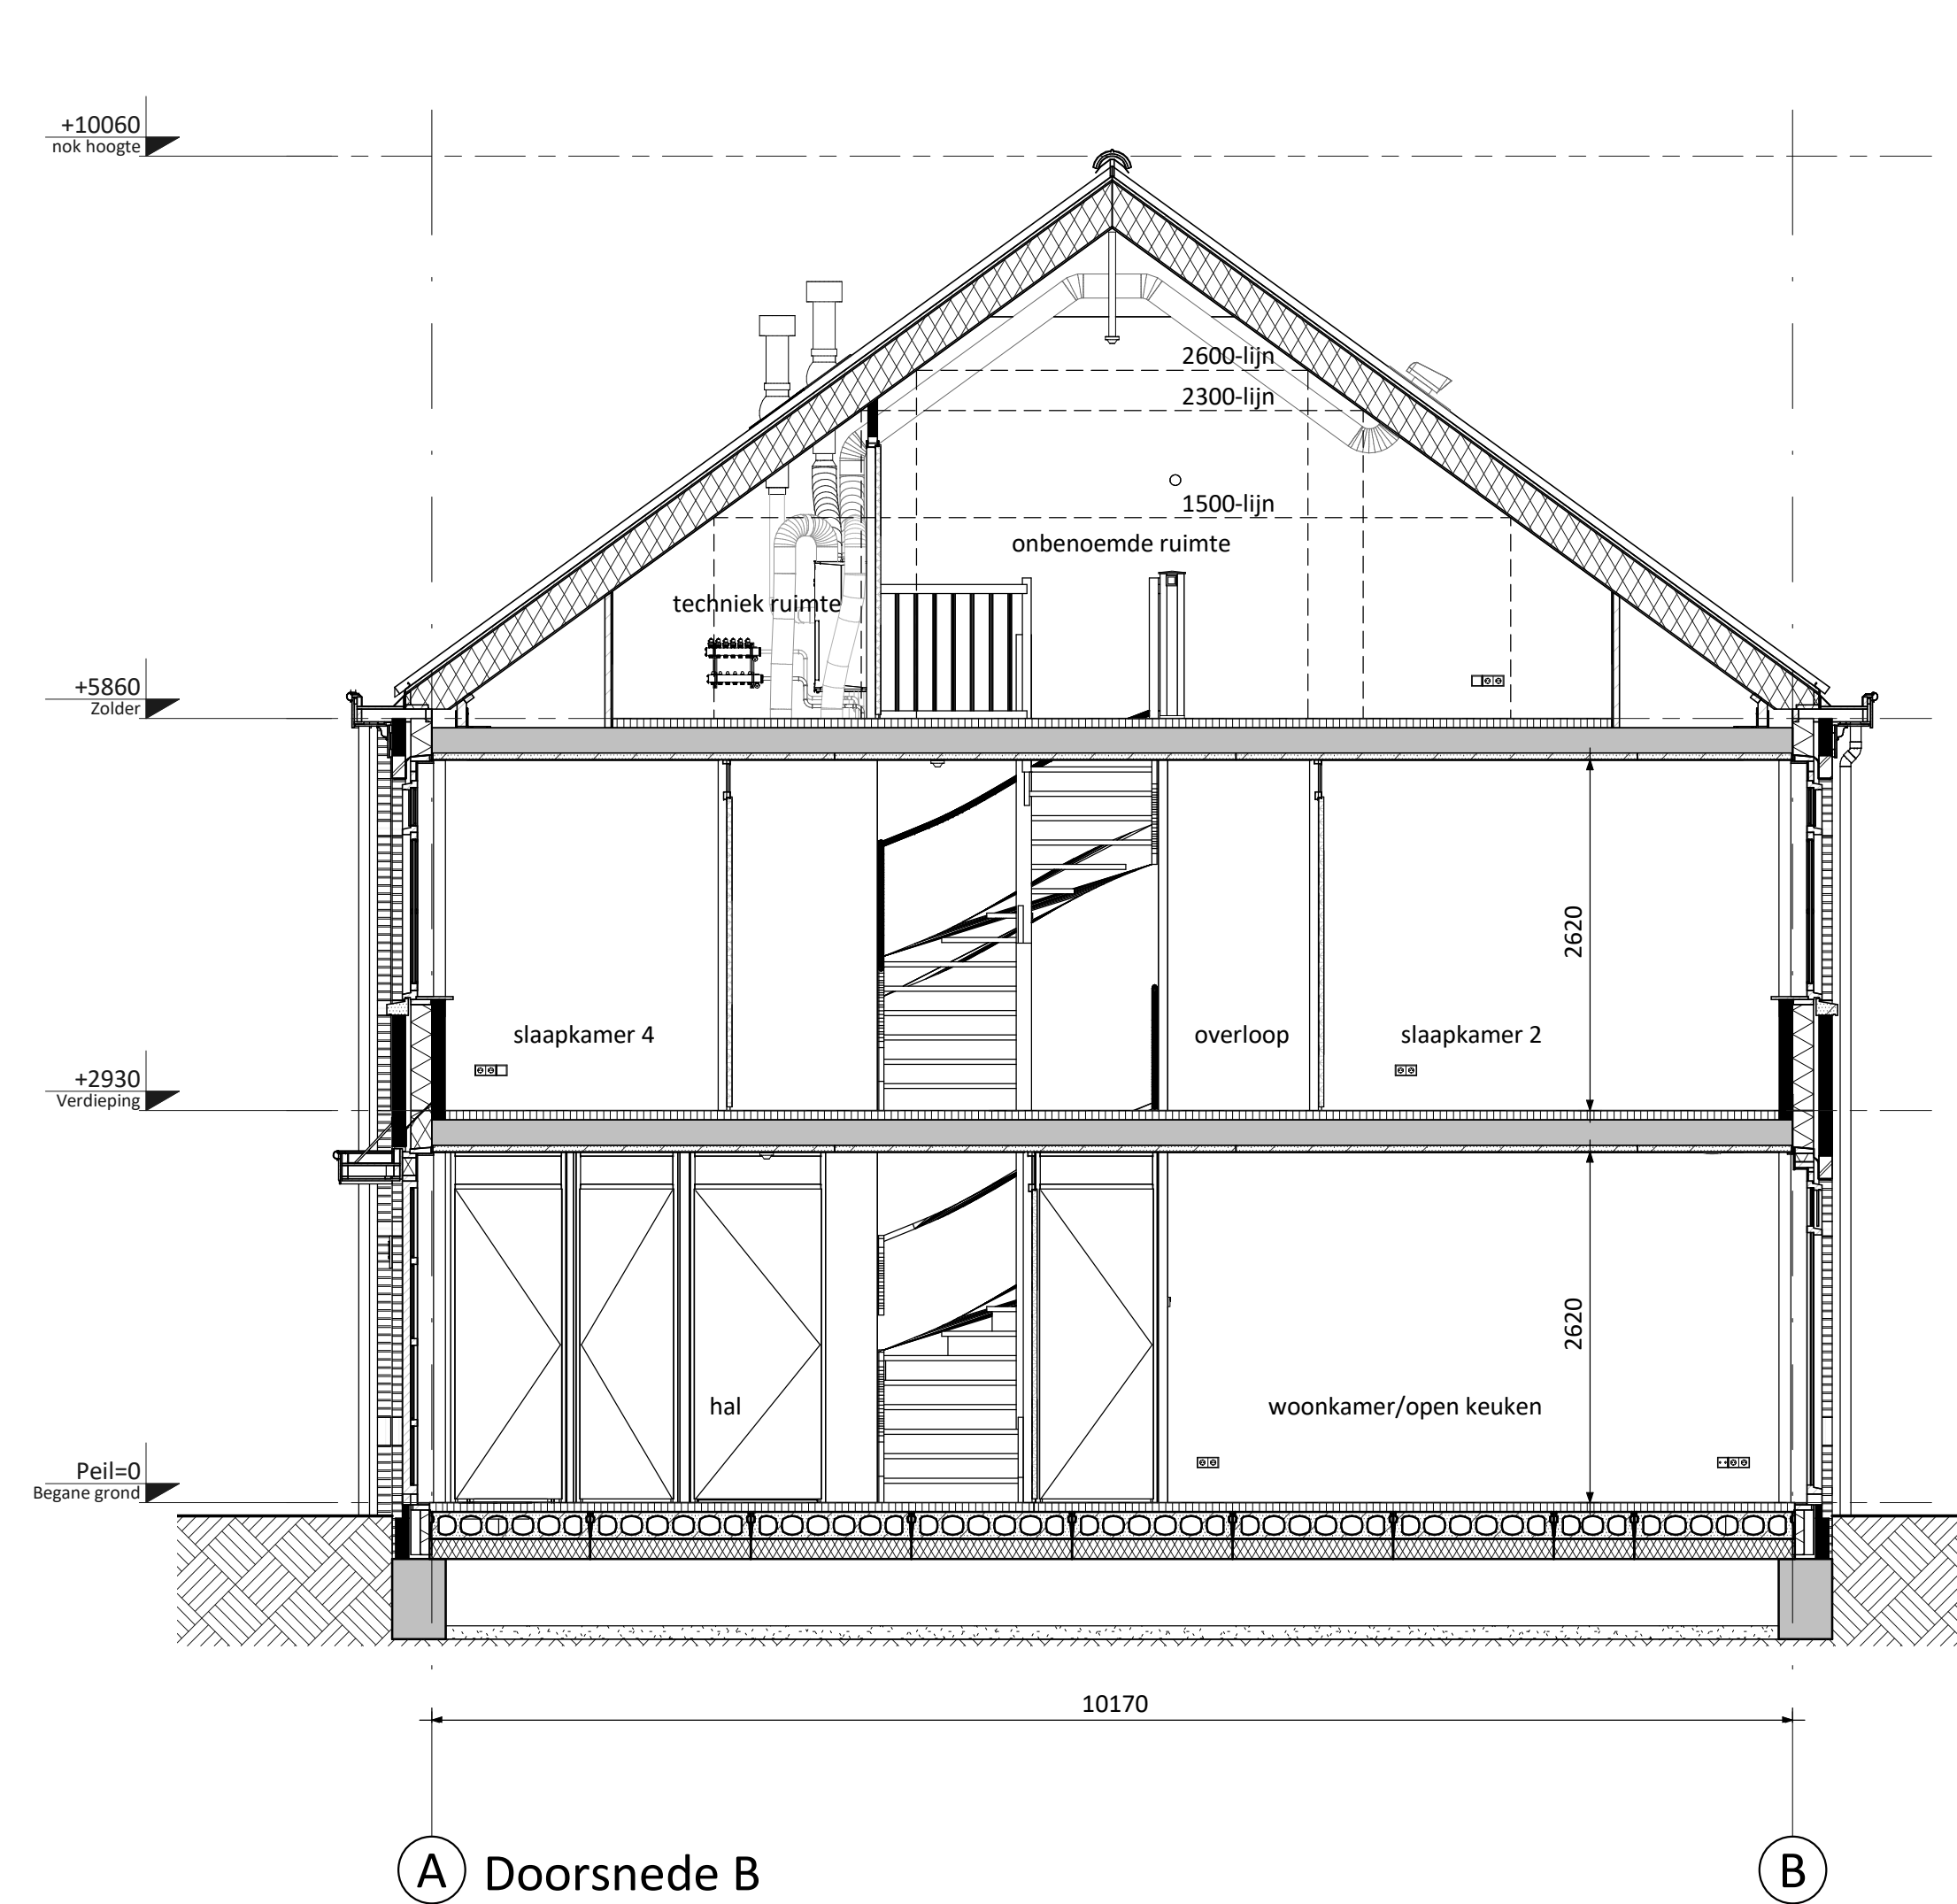 +10060
nok hoogte
2600-lijn
2300-lijn
1500-lijn
onbenoemde ruimte
techniek ruimte
+5860
Zolder
2620
slaapkamer 4
overloop
slaapkamer 2
+2930
Verdieping
2620
hal
woonkamer/open keuken
Peil=0
Begane grond
10170
A
Doorsnede B
B